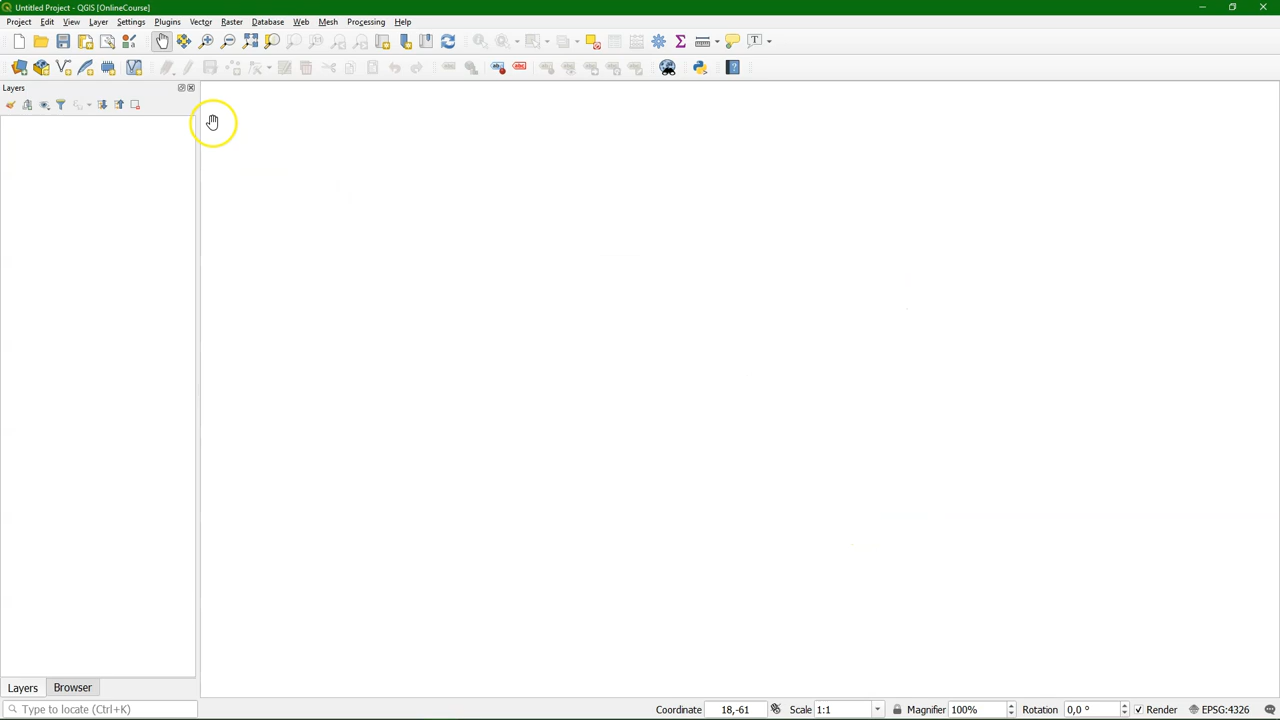 Untitled Project - QGIS [OnlineCourse]
Project Edit View Layer Settings Plugins Vector Raster Database Web Mesh Processing Help
Layers
Layers Browser
Type to locate (Ctrl+K) Coordinate 18,-61 Scale 1:1 Magnifier 100% Rotation 0,0 ° Render EPSG:4326